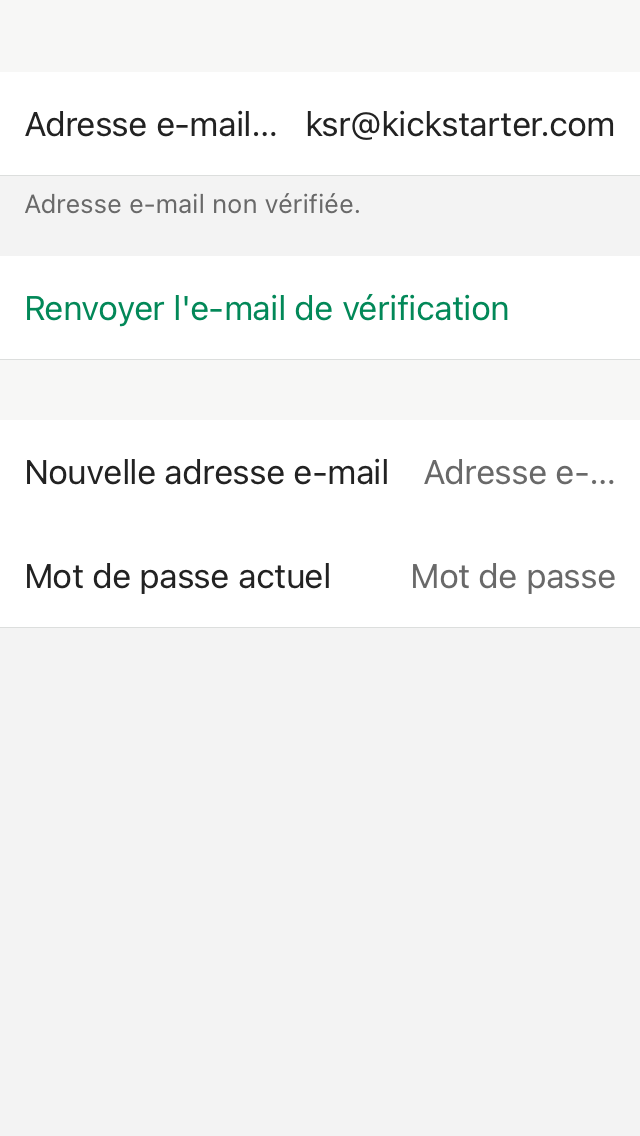 Adresse e-mail... ksr@kickstarter.com
Adresse e-mail non vérifiée.
Renvoyer l'e-mail de vérification
Nouvelle adresse e-mail Adresse e-...
Mot de passe actuel Mot de passe